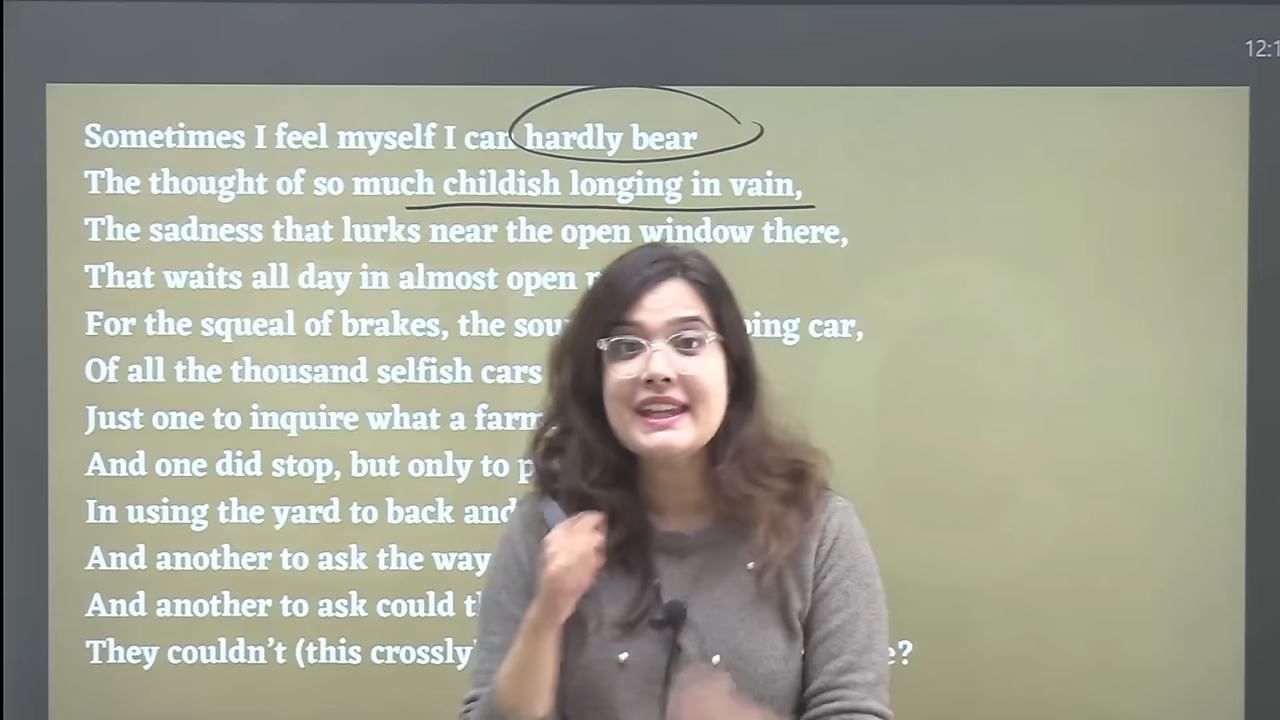 12:1
Sometimes I feel myself I can hardly bear
The thought of so much childish longing in vain,
The sadness that lurks near the open window there,
That waits all day in almost open
For the squeal of brakes, the car,
Of all the thousand selfish cars
Just one to inquire what a
And one did stop, but only to
In using the yard to back and
And another to ask the way
And another to ask could
They couldn't (this crossly